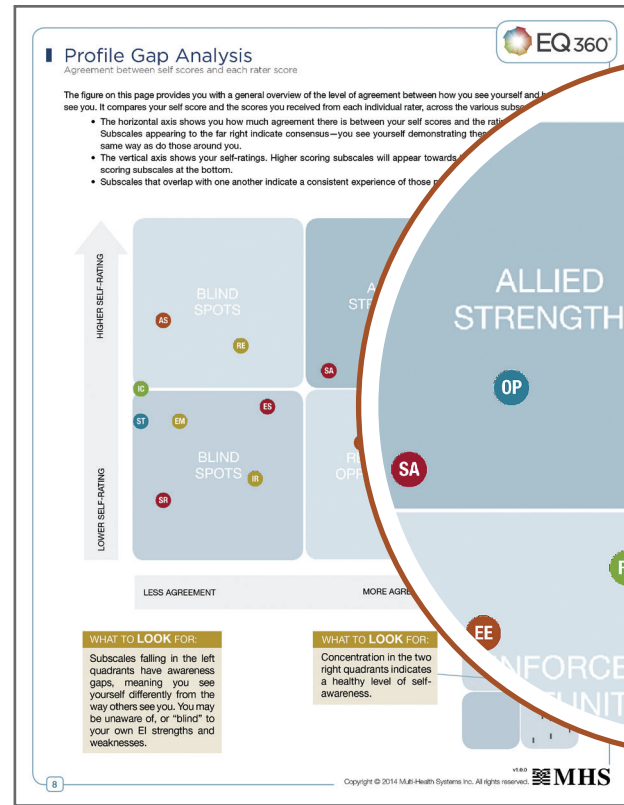 EQ360
Profile Gap Analysis
Agreement between self scores and each rater score
The figure on this page provides you with a general overview of the level of agreement between how you see yourself and
see you. It compares your self score and the scores you received from each individual rater, across the various
• The horizontal axis shows you how much agreement there is between your self scores and the
Subscales appearing to the far right indicate consensus—you see yourself demonstrating
same way as do those around you.
• The vertical axis shows your self-ratings. Higher scoring subscales will appear towards
scoring subscales at the bottom.
• Subscales that overlap with one another indicate a consistent experience of those
HIGHER SELF-RATING
LOWER SELF-RATING
BLIND
SPOTS
AS
RE
SA
IC
ST
EM
ES
BLIND
SPOTS
IR
SR
ALLIED
STRENGTH
OP
SA
EE
LESS AGREEMENT
MORE
WHAT TO LOOK FOR:
Subscales falling in the left
quadrants have awareness
gaps, meaning you see
yourself differently from the
way others see you. You may
be unaware of, or "blind" to
your own EI strengths and
weaknesses.
WHAT TO LOOK FOR:
Concentration in the two
right quadrants indicates
a healthy level of self-
awareness.
8
v1.0.0
Copyright © 2014 Multi-Health Systems Inc. All rights reserved.
MHS